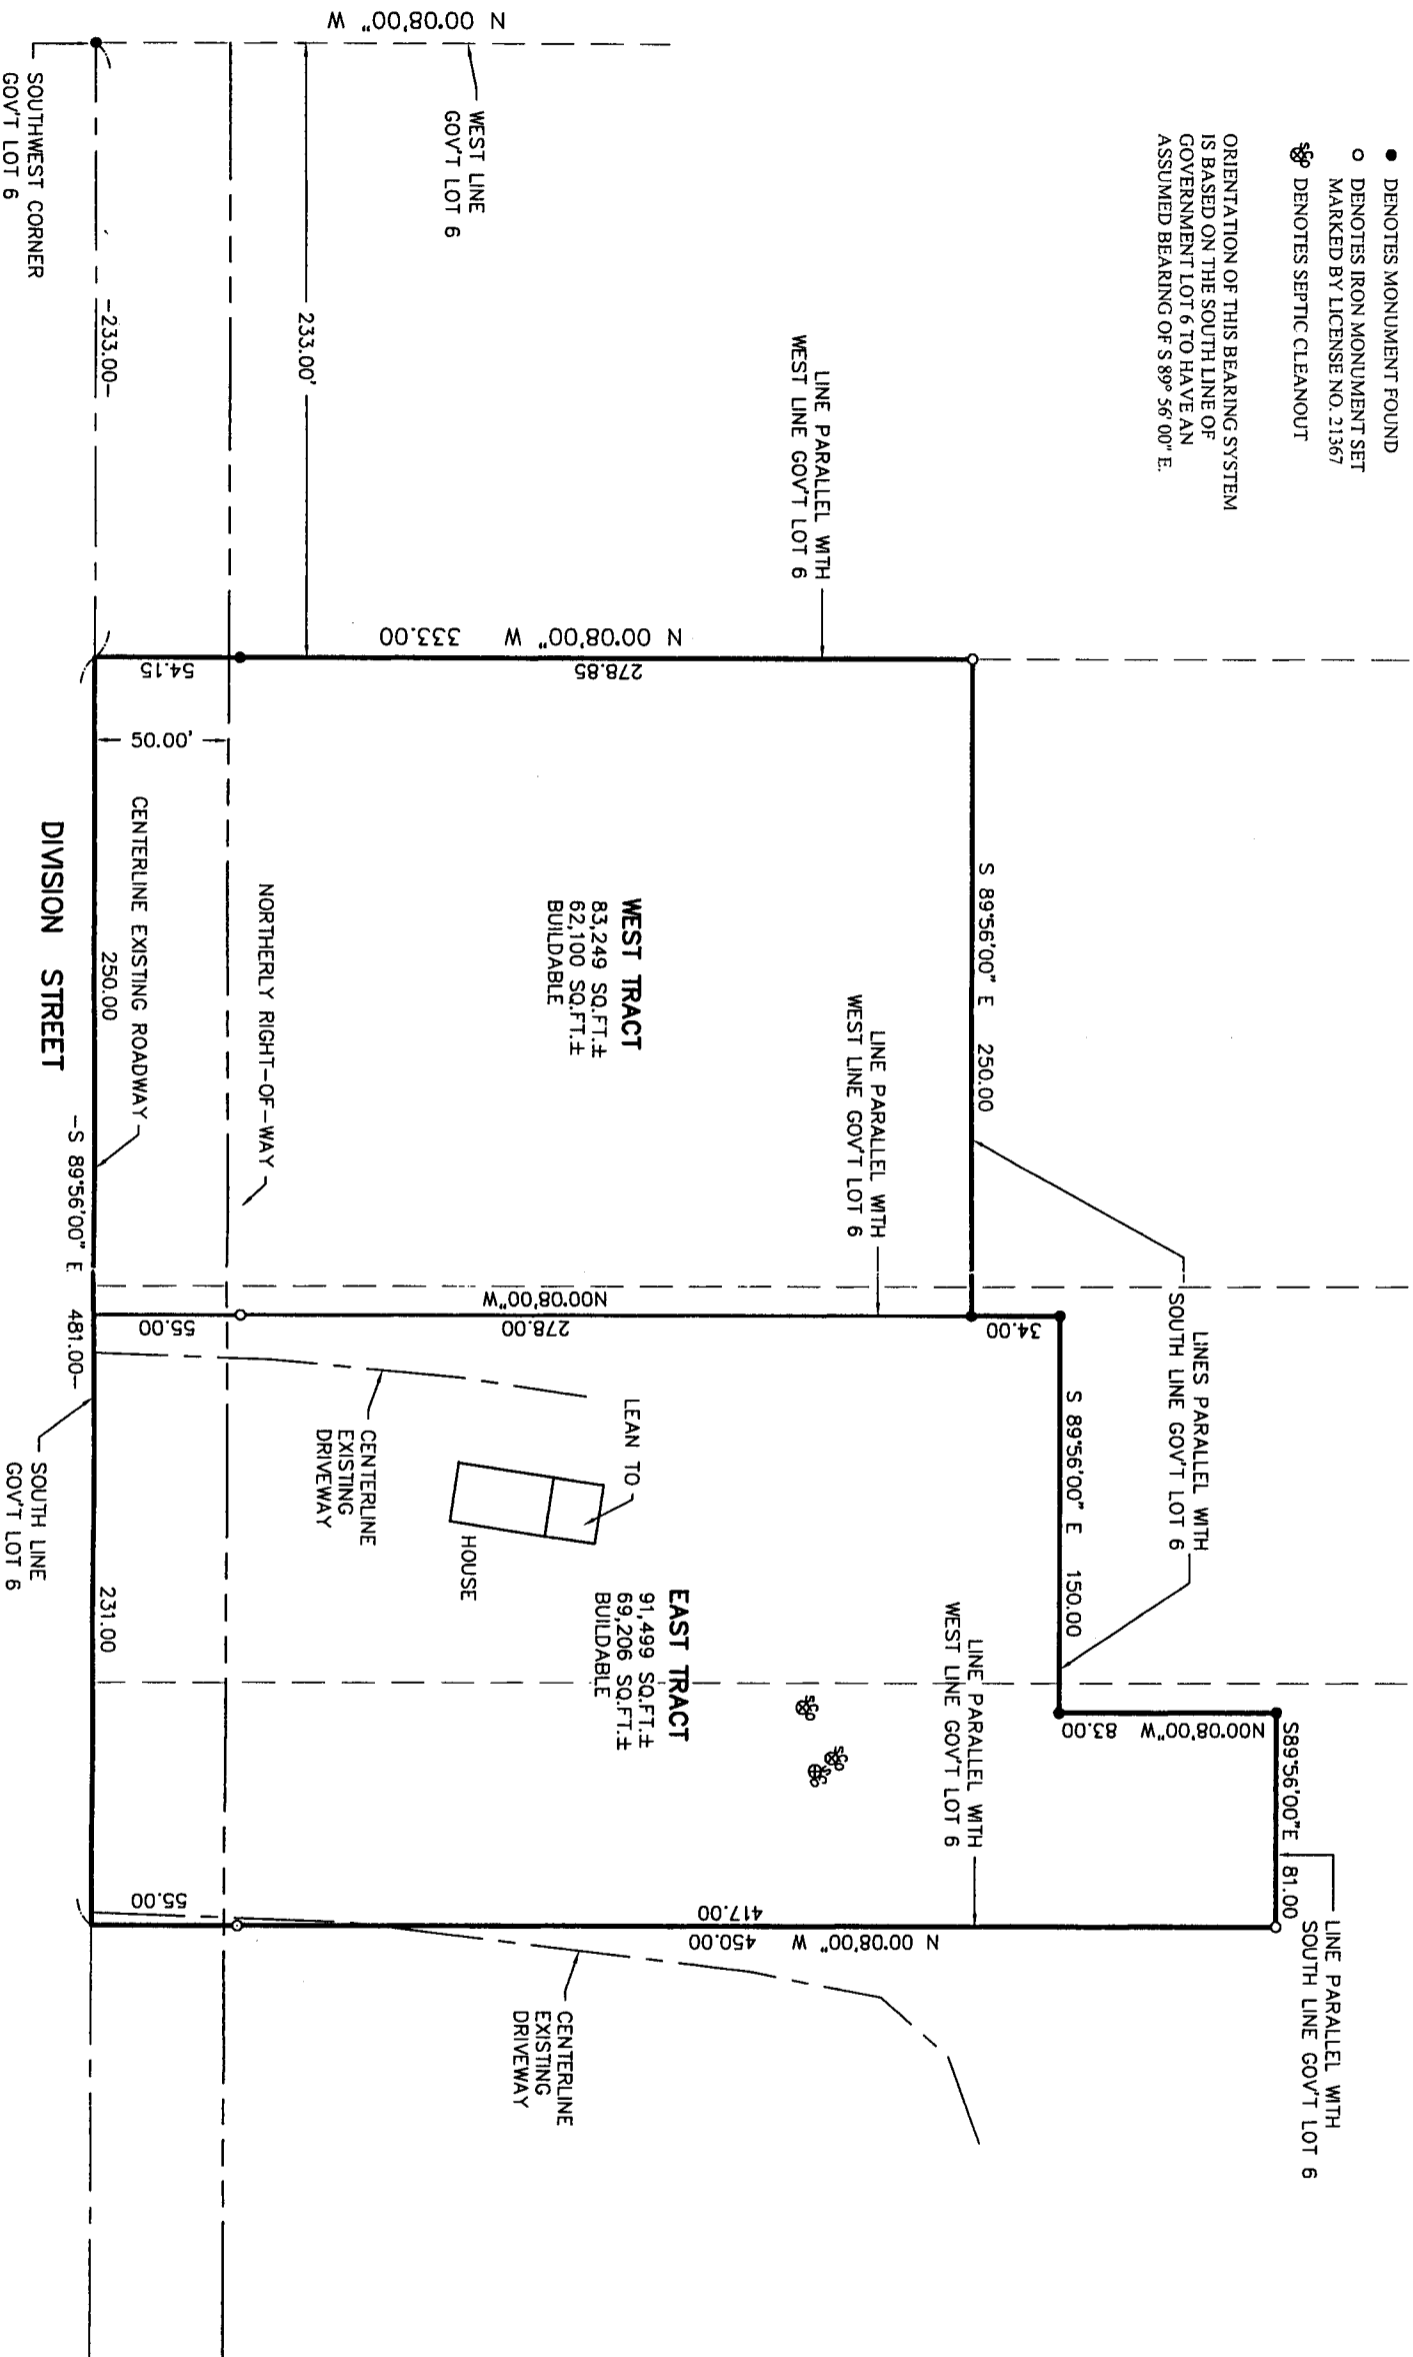 ● DENOTES MONUMENT FOUND
○ DENOTES IRON MONUMENT SET
MARKED BY LICENSE NO. 21367
SCO DENOTES SEPTIC CLEANOUT
ORIENTATION OF THIS BEARING SYSTEM
IS BASED ON THE SOUTH LINE OF
GOVERNMENT LOT 6 TO HAVE AN
ASSUMED BEARING OF S 89° 56' 00" E.
LINE PARALLEL WITH
SOUTH LINE GOV'T LOT 6
S89°56'00"E 81.00
LINES PARALLEL WITH
SOUTH LINE GOV'T LOT 6
N00°08'00"W 83.00
S 89°56'00" E 150.00
34.00
S 89°56'00" E 250.00
LINE PARALLEL WITH
WEST LINE GOV'T LOT 6
LINE PARALLEL WITH
WEST LINE GOV'T LOT 6
LINE PARALLEL WITH
WEST LINE GOV'T LOT 6
N 00°08'00" W 333.00
278.85
54.15
N00°08'00"W
278.00
55.00
N 00°08'00" W 450.00
417.00
55.00
SCO
SCO
SCO
WEST TRACT
83,249 SQ.FT.±
62,100 SQ.FT.±
BUILDABLE
EAST TRACT
91,499 SQ.FT.±
69,206 SQ.FT.±
BUILDABLE
LEAN TO
HOUSE
CENTERLINE
EXISTING
DRIVEWAY
CENTERLINE
EXISTING
DRIVEWAY
WEST LINE
GOV'T LOT 6
N 00°08'00" W
233.00'
NORTHERLY RIGHT-OF-WAY
50.00'
CENTERLINE EXISTING ROADWAY
-233.00-
250.00
231.00
-S 89°56'00" E 481.00-
DIVISION STREET
SOUTHWEST CORNER
GOV'T LOT 6
SOUTH LINE
GOV'T LOT 6